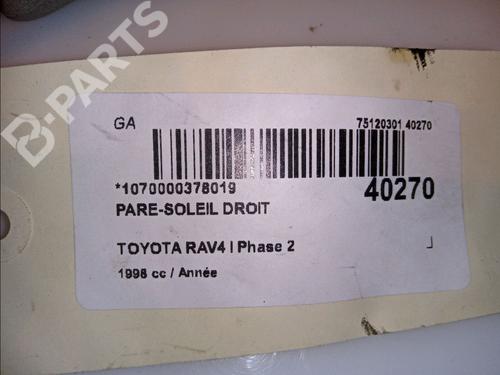 B-PARTS
GA
75120301 40270
*1070000378019
40270
PARE-SOLEIL DROIT
TOYOTA RAV4 I Phase 2
1998 cc / Année